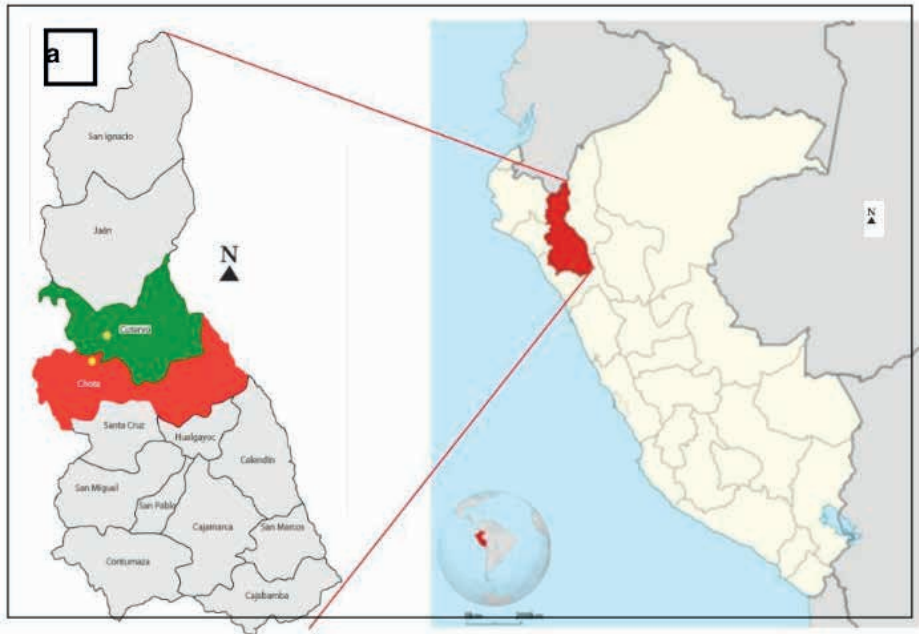 a
San Ignacio
Jaén
N
N
Cutervo
Chota
Santa Cruz
Hualgayoc
Celendín
San Miguel
San Pablo
Cajamarca
San Marcos
Contumaza
Cajabamba